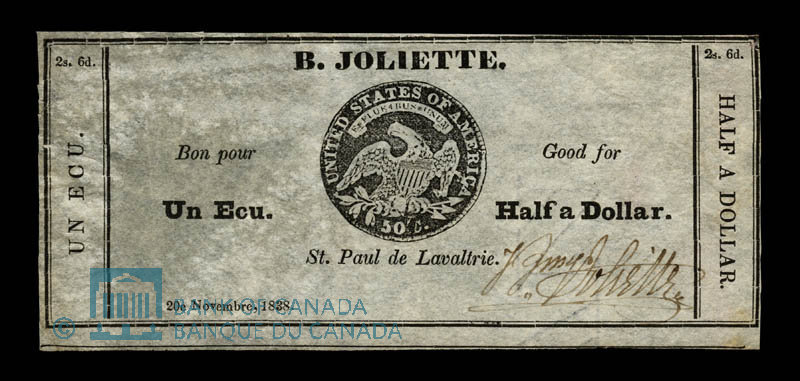 B. JOLIETTE.
2s. 6d.
2s. 6d.
UN ECU.
HALF A DOLLAR.
UNITED STATES OF AMERICA
E PLURIBUS UNUM
50 C.
Bon pour
Un Ecu.
Good for
Half a Dollar.
St. Paul de Lavaltrie.
Joliette
20e Novembre, 1838.
© BANK OF CANADA
BANQUE DU CANADA